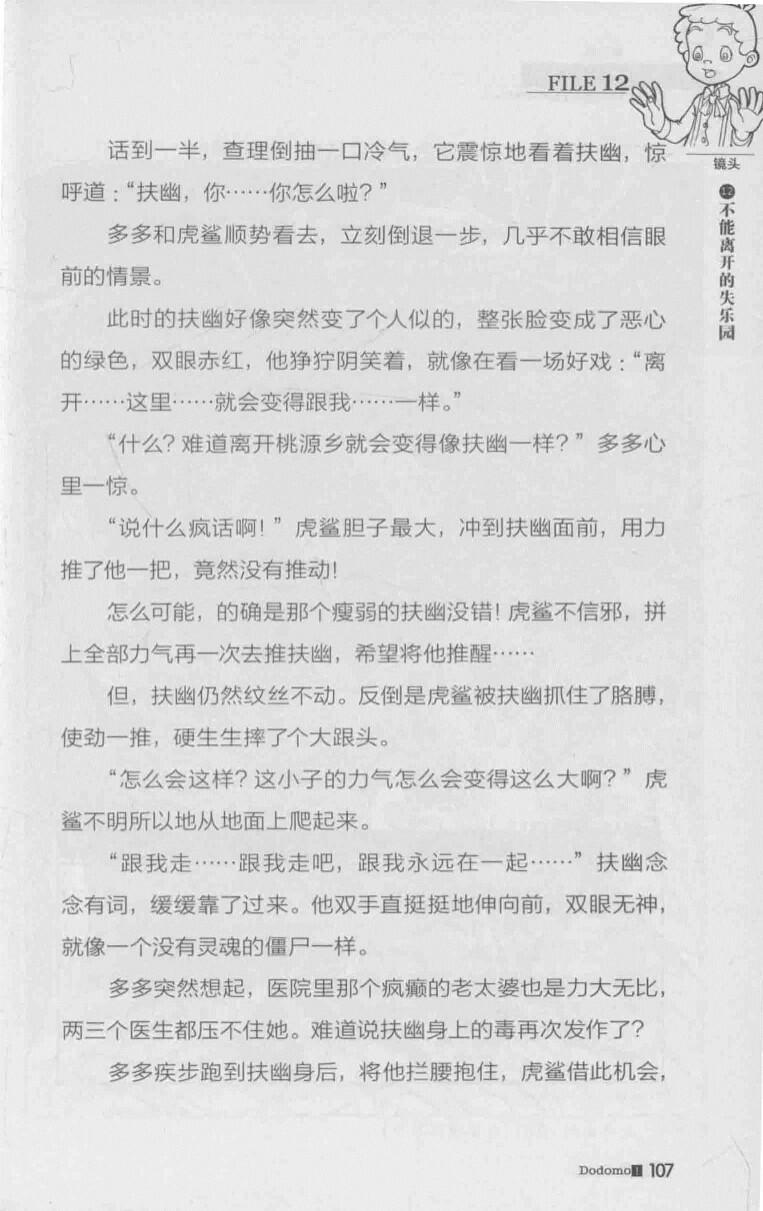 FILE 12
镜头
⑫不能离开的失乐园
话到一半，查理倒抽一口冷气，它震惊地看着扶幽，惊
呼道：“扶幽，你……你怎么啦？”
多多和虎鲨顺势看去，立刻倒退一步，几乎不敢相信眼
前的情景。
此时的扶幽好像突然变了个人似的，整张脸变成了恶心
的绿色，双眼赤红，他狰狞阴笑着，就像在看一场好戏：“离
开……这里……就会变得跟我……一样。”
“什么？难道离开桃源乡就会变得像扶幽一样？”多多心
里一惊。
“说什么疯话啊！”虎鲨胆子最大，冲到扶幽面前，用力
推了他一把，竟然没有推动！
怎么可能，的确是那个瘦弱的扶幽没错！虎鲨不信邪，拼
上全部力气再一次去推扶幽，希望将他推醒……
但，扶幽仍然纹丝不动。反倒是虎鲨被扶幽抓住了胳膊，
使劲一推，硬生生摔了个大跟头。
“怎么会这样？这小子的力气怎么会变得这么大啊？”虎
鲨不明所以地从地面上爬起来。
“跟我走……跟我走吧，跟我永远在一起……”扶幽念
念有词，缓缓靠了过来。他双手直挺挺地伸向前，双眼无神，
就像一个没有灵魂的僵尸一样。
多多突然想起，医院里那个疯癫的老太婆也是力大无比，
两三个医生都压不住她。难道说扶幽身上的毒再次发作了？
多多疾步跑到扶幽身后，将他拦腰抱住，虎鲨借此机会，
Dodomo 1 107